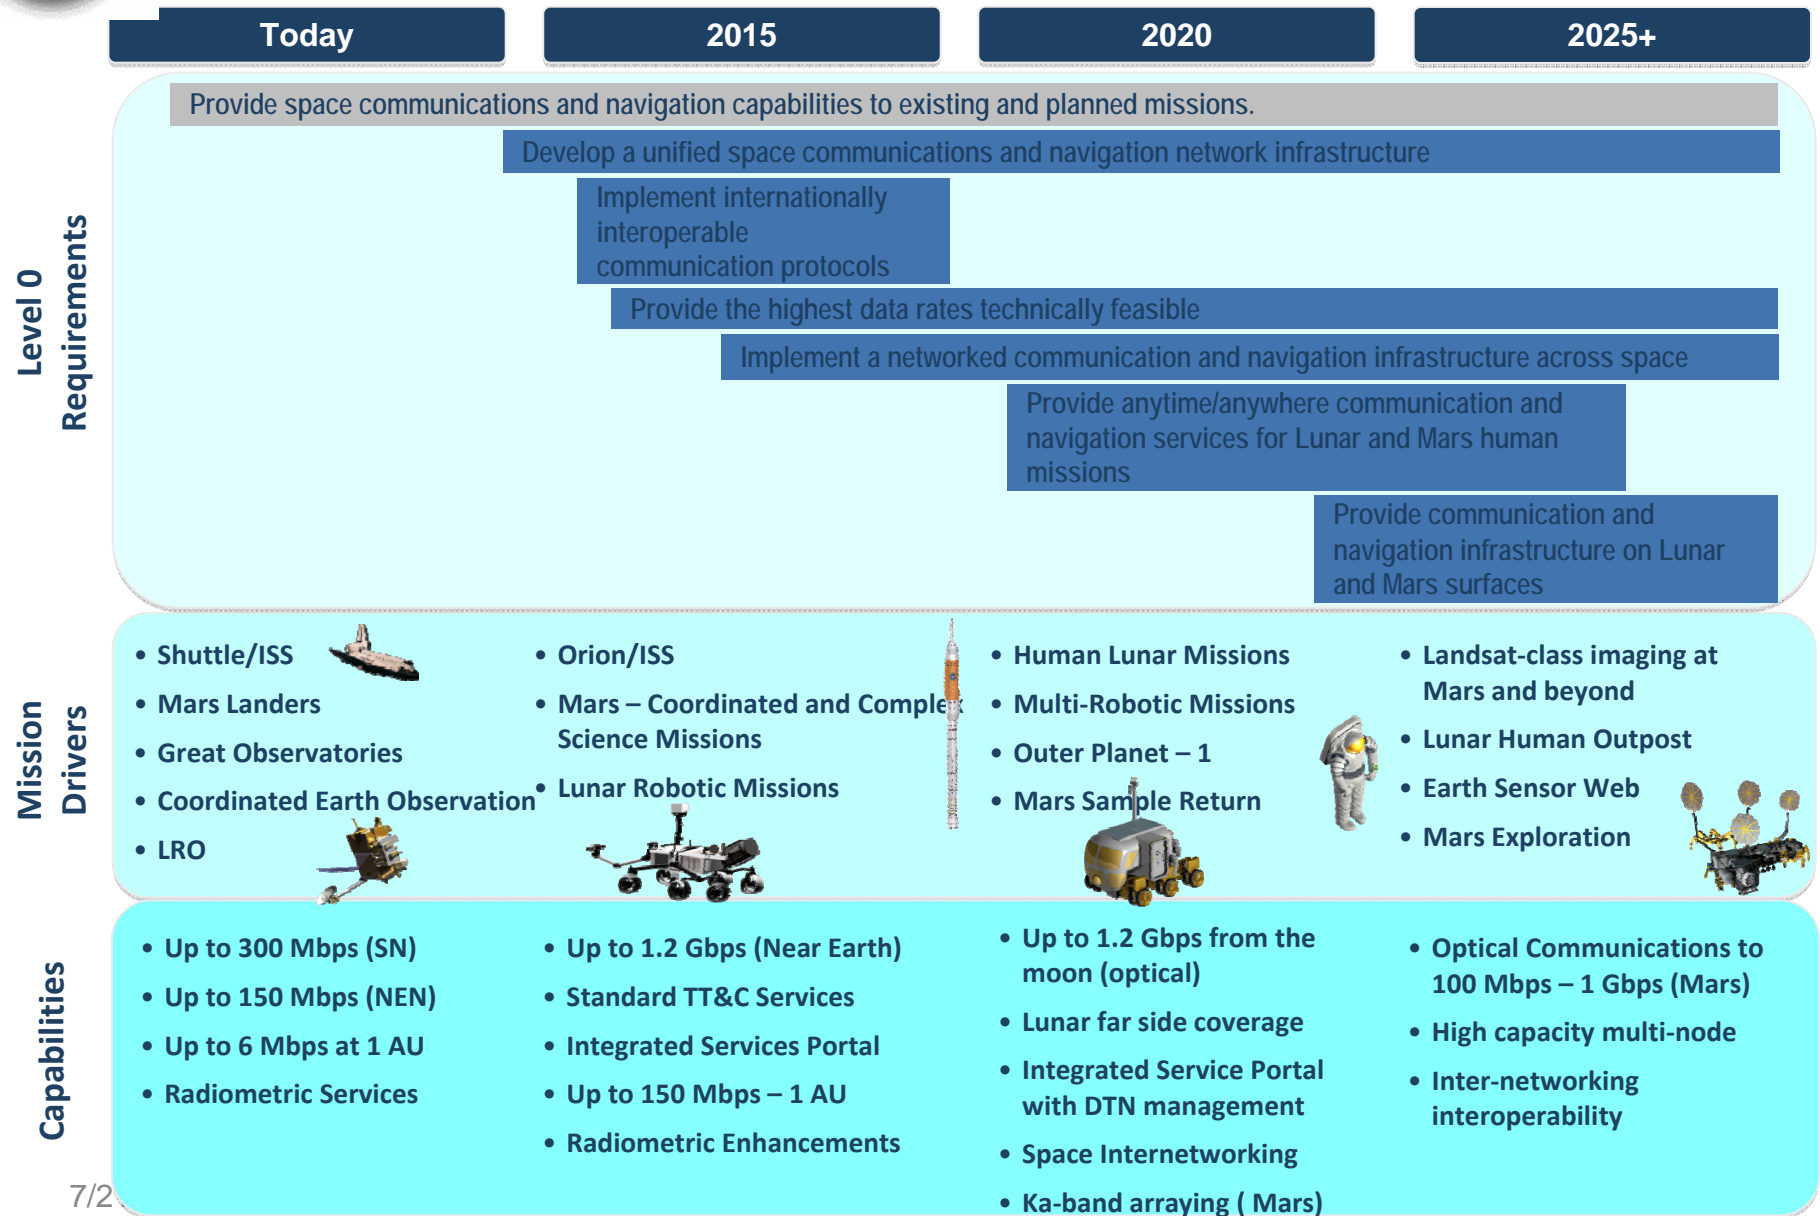 Today
2015
2020
2025+
Level 0
Requirements
Provide space communications and navigation capabilities to existing and planned missions.
Develop a unified space communications and navigation network infrastructure
Implement internationally
interoperable
communication protocols
Provide the highest data rates technically feasible
Implement a networked communication and navigation infrastructure across space
Provide anytime/anywhere communication and
navigation services for Lunar and Mars human
missions
Provide communication and
navigation infrastructure on Lunar
and Mars surfaces
Mission
Drivers
• Shuttle/ISS
• Mars Landers
• Great Observatories
• Coordinated Earth Observation
• LRO
• Orion/ISS
• Mars – Coordinated and Complex
Science Missions
• Lunar Robotic Missions
• Human Lunar Missions
• Multi-Robotic Missions
• Outer Planet – 1
• Mars Sample Return
• Landsat-class imaging at
Mars and beyond
• Lunar Human Outpost
• Earth Sensor Web
• Mars Exploration
Capabilities
• Up to 300 Mbps (SN)
• Up to 150 Mbps (NEN)
• Up to 6 Mbps at 1 AU
• Radiometric Services
• Up to 1.2 Gbps (Near Earth)
• Standard TT&C Services
• Integrated Services Portal
• Up to 150 Mbps – 1 AU
• Radiometric Enhancements
• Up to 1.2 Gbps from the
moon (optical)
• Lunar far side coverage
• Integrated Service Portal
with DTN management
• Space Internetworking
• Ka-band arraying ( Mars)
• Optical Communications to
100 Mbps – 1 Gbps (Mars)
• High capacity multi-node
• Inter-networking
interoperability
7/2